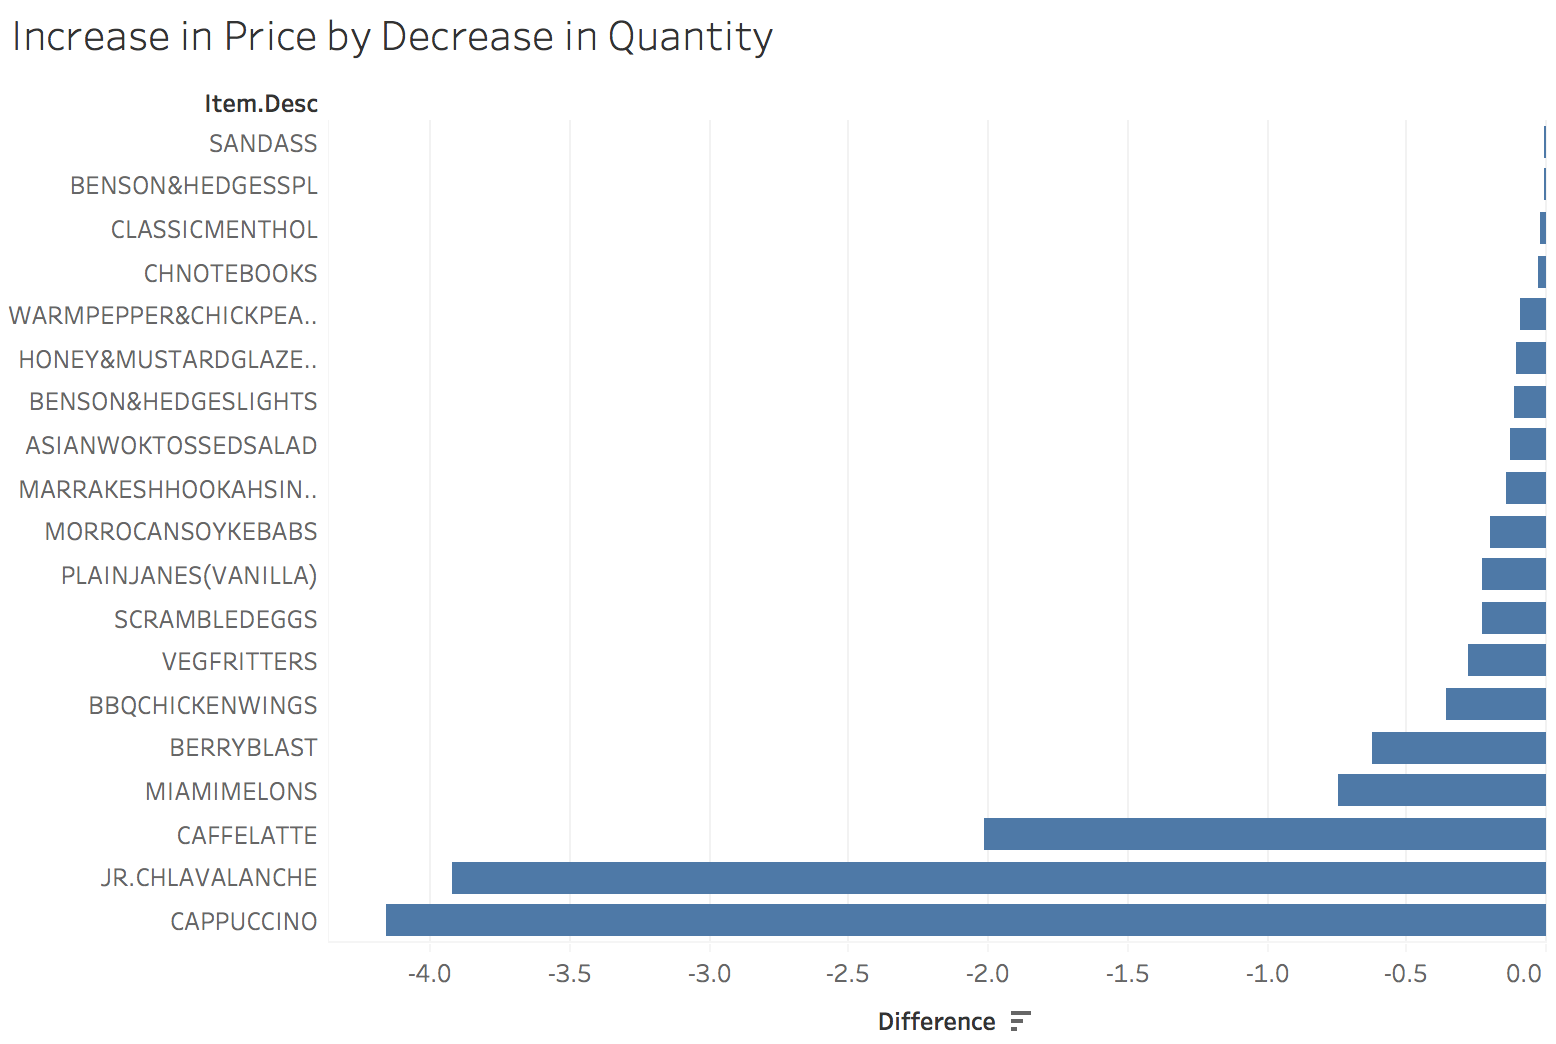 Increase in Price by Decrease in Quantity
Item.Desc
SANDASS
BENSON&HEDGESSPL
CLASSICMENTHOL
CHNOTEBOOKS
WARMPEPPER&CHICKPEA..
HONEY&MUSTARDGLAZE..
BENSON&HEDGESLIGHTS
ASIANWOKTOSSEDSALAD
MARRAKESHHOOKAHSIN..
MORROCANSOYKEBABS
PLAINJANES(VANILLA)
SCRAMBLEDEGGS
VEGFRITTERS
BBQCHICKENWINGS
BERRYBLAST
MIAMIMELONS
CAFFELATTE
JR.CHLAVALANCHE
CAPPUCCINO
-4.0 -3.5 -3.0 -2.5 -2.0 -1.5 -1.0 -0.5 0.0
Difference